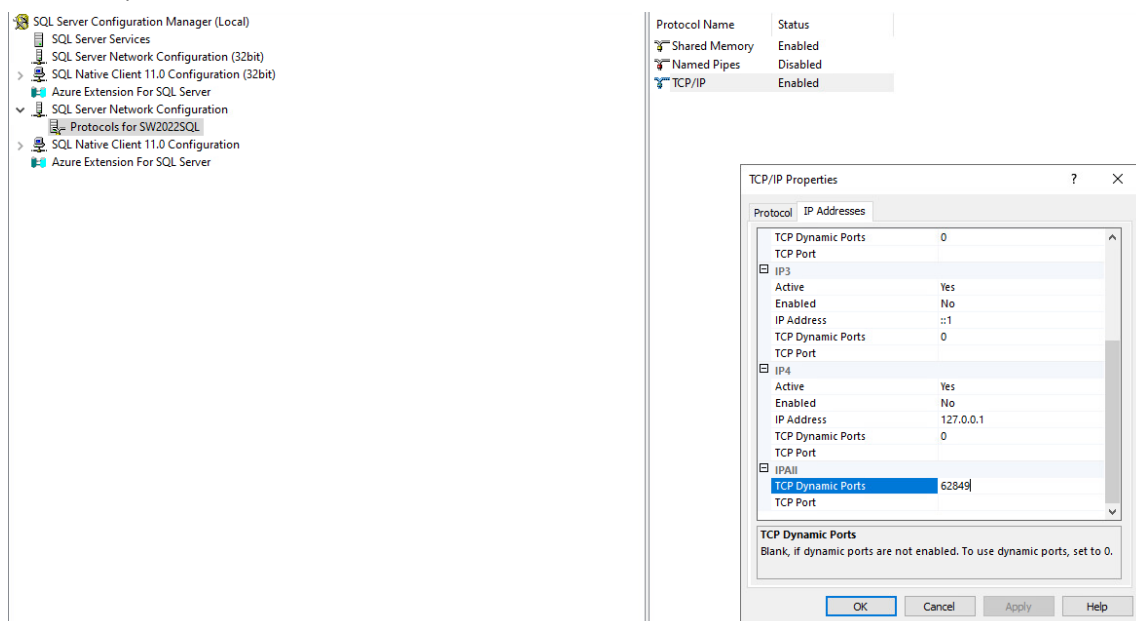 SQL Server Configuration Manager (Local)
SQL Server Services
SQL Server Network Configuration (32bit)
SQL Native Client 11.0 Configuration (32bit)
Azure Extension For SQL Server
SQL Server Network Configuration
Protocols for SW2022SQL
SQL Native Client 11.0 Configuration
Azure Extension For SQL Server
Protocol Name Status
Shared Memory Enabled
Named Pipes Disabled
TCP/IP Enabled
TCP/IP Properties ? X
Protocol IP Addresses
TCP Dynamic Ports 0
TCP Port
IP3
Active Yes
Enabled No
IP Address ::1
TCP Dynamic Ports 0
TCP Port
IP4
Active Yes
Enabled No
IP Address 127.0.0.1
TCP Dynamic Ports 0
TCP Port
IPAll
TCP Dynamic Ports 62849
TCP Port
TCP Dynamic Ports
Blank, if dynamic ports are not enabled. To use dynamic ports, set to 0.
OK Cancel Apply Help